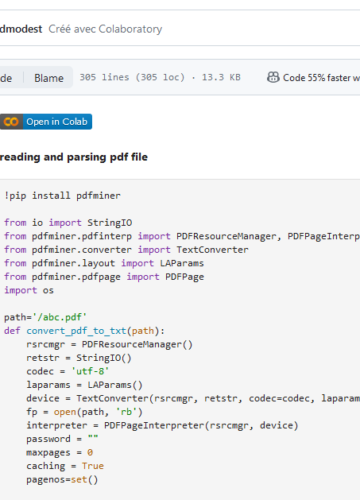 dmodest Créé avec Colaboratory
de Blame 305 lines (305 loc) · 13.3 KB Code 55% faster w
Open in Colab
reading and parsing pdf file
!pip install pdfminer
from io import StringIO
from pdfminer.pdfinterp import PDFResourceManager, PDFPageInterp
from pdfminer.converter import TextConverter
from pdfminer.layout import LAParams
from pdfminer.pdfpage import PDFPage
import os
path='/abc.pdf'
def convert_pdf_to_txt(path):
    rsrcmgr = PDFResourceManager()
    retstr = StringIO()
    codec = 'utf-8'
    laparams = LAParams()
    device = TextConverter(rsrcmgr, retstr, codec=codec, laparam
    fp = open(path, 'rb')
    interpreter = PDFPageInterpreter(rsrcmgr, device)
    password = ""
    maxpages = 0
    caching = True
    pagenos=set()